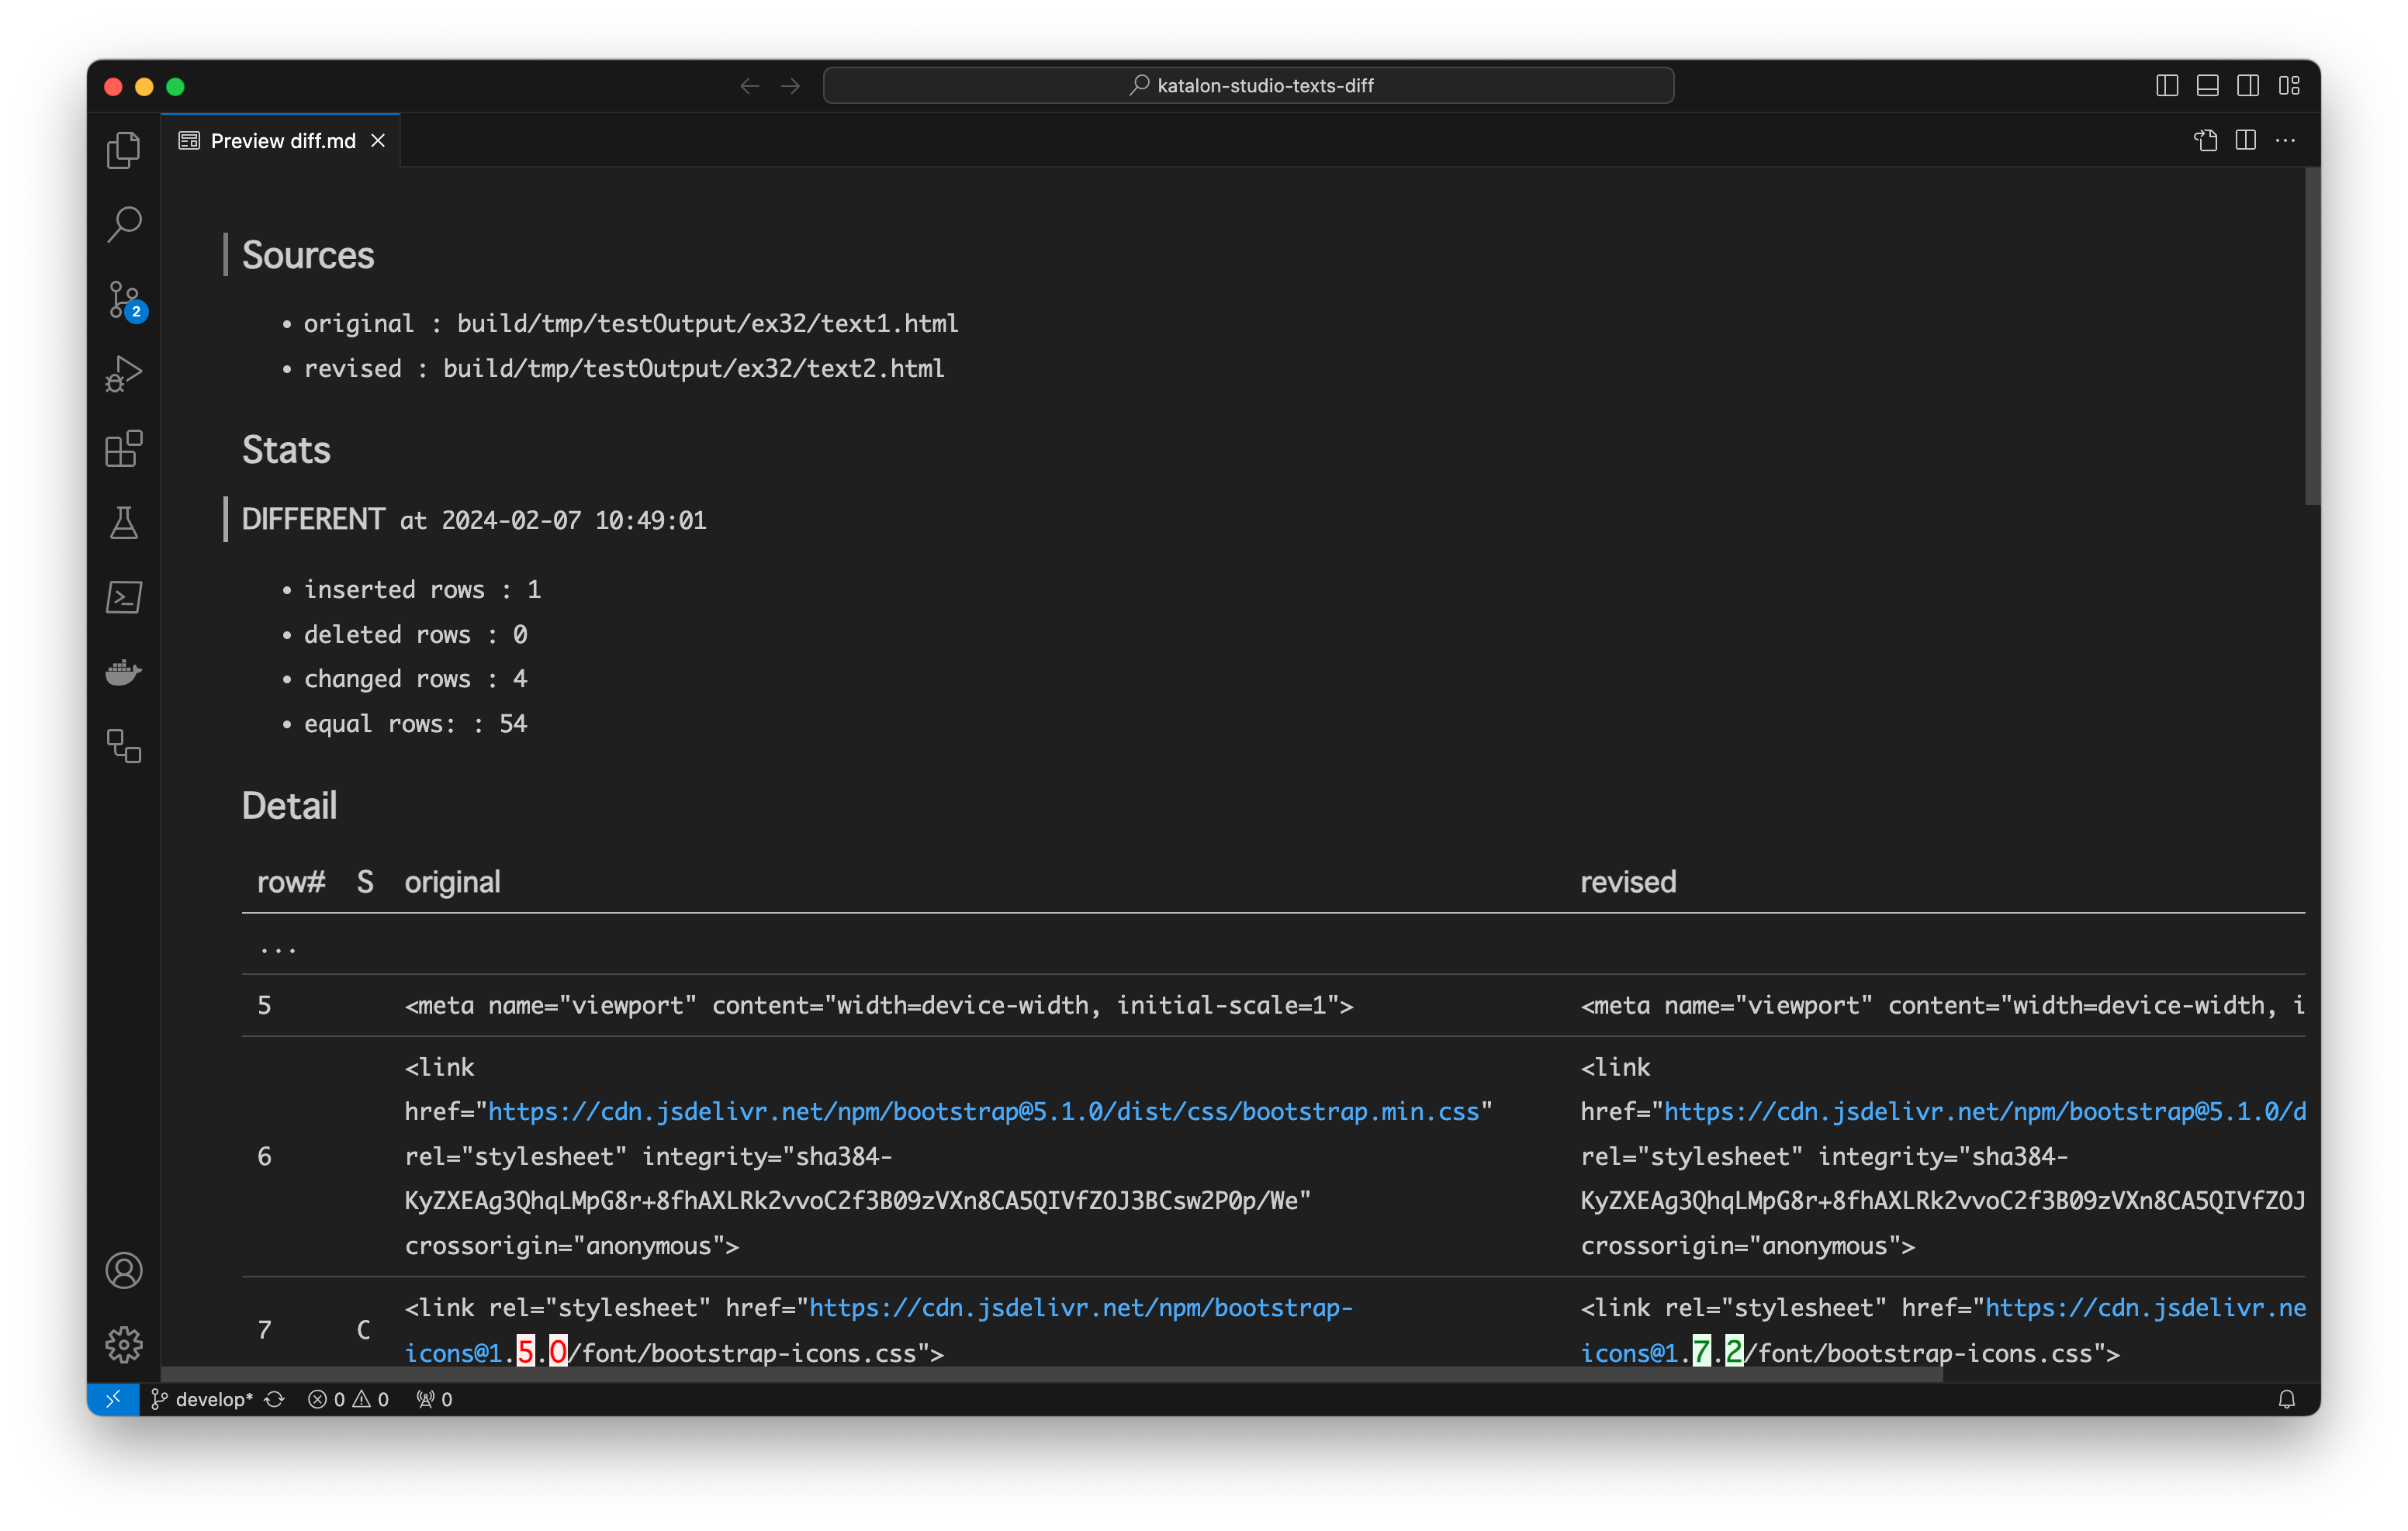 katalon-studio-texts-diff
Preview diff.md
2
Sources
• original : build/tmp/testOutput/ex32/text1.html
• revised : build/tmp/testOutput/ex32/text2.html
Stats
DIFFERENT at 2024-02-07 10:49:01
• inserted rows : 1
• deleted rows : 0
• changed rows : 4
• equal rows: : 54
Detail
row# S original revised
...
5 <meta name="viewport" content="width=device-width, initial-scale=1"> <meta name="viewport" content="width=device-width, i
<link <link
href="https://cdn.jsdelivr.net/npm/bootstrap@5.1.0/dist/css/bootstrap.min.css" href="https://cdn.jsdelivr.net/npm/bootstrap@5.1.0/d
6 rel="stylesheet" integrity="sha384- rel="stylesheet" integrity="sha384-
KyZXEAg3QhqLMpG8r+8fhAXLRk2vvoC2f3B09zVXn8CA5QIVfZOJ3BCsw2P0p/We" KyZXEAg3QhqLMpG8r+8fhAXLRk2vvoC2f3B09zVXn8CA5QIVfZOJ
crossorigin="anonymous"> crossorigin="anonymous">
<link rel="stylesheet" href="https://cdn.jsdelivr.net/npm/bootstrap- <link rel="stylesheet" href="https://cdn.jsdelivr.ne
7 C
icons@1.5.0/font/bootstrap-icons.css"> icons@1.7.2/font/bootstrap-icons.css">
develop* 0 0 0